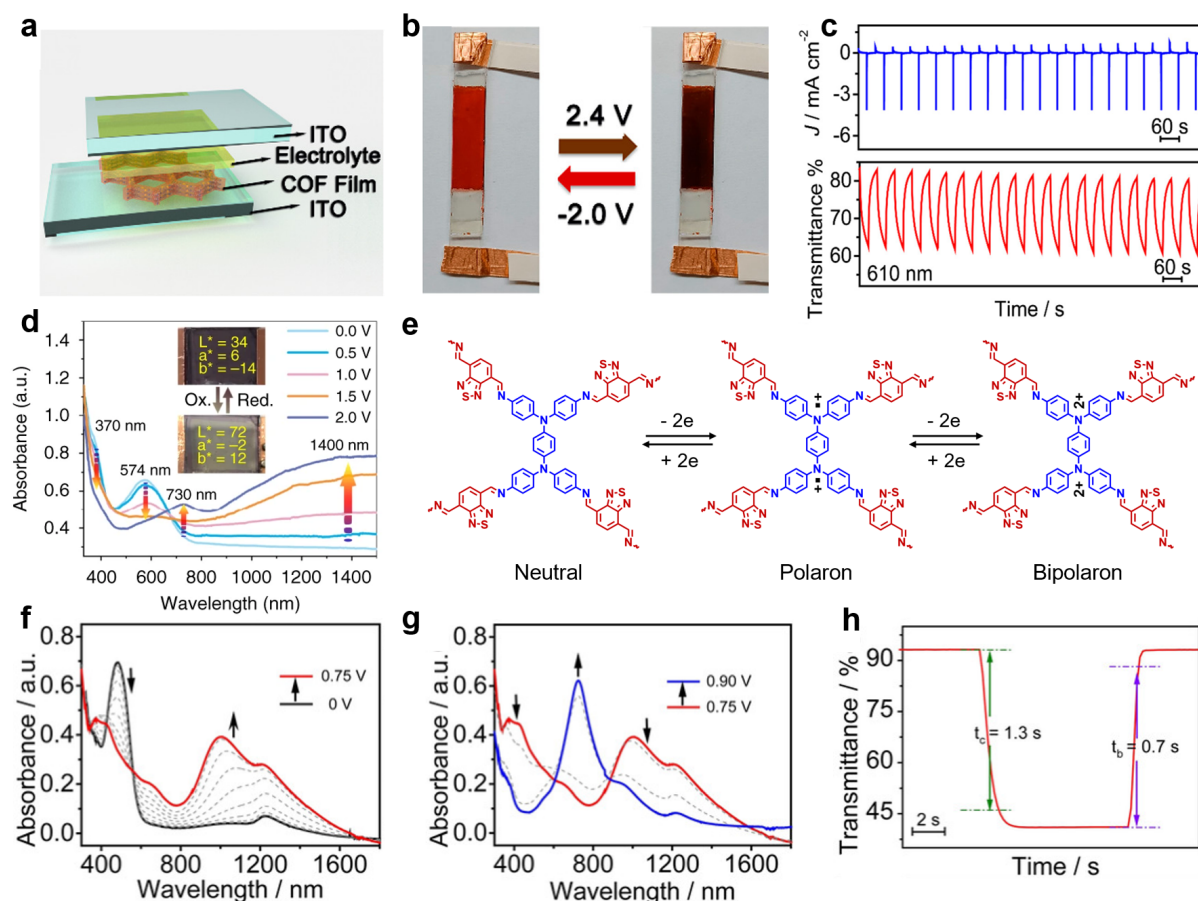 a
ITO
Electrolyte
COF Film
ITO
b
2.4 V
-2.0 V
c
J / mA cm⁻²
0
-3
-6
60 s
Transmittance %
80
70
60
610 nm
60 s
Time / s
d
Absorbance (a.u.)
1.4
1.2
1.0
0.8
0.6
0.4
370 nm
574 nm
730 nm
1400 nm
L* = 34
a* = 6
b* = −14
Ox.
Red.
L* = 72
a* = −2
b* = 12
0.0 V
0.5 V
1.0 V
1.5 V
2.0 V
400 600 800 1000 1200 1400
Wavelength (nm)
e
- 2e
+ 2e
- 2e
+ 2e
Neutral
Polaron
Bipolaron
f
Absorbance / a.u.
0.8
0.6
0.4
0.2
0.0
0.75 V
0 V
400 800 1200 1600
Wavelength / nm
g
Absorbance / a.u.
0.8
0.6
0.4
0.2
0.0
0.90 V
0.75 V
400 800 1200 1600
Wavelength / nm
h
Transmittance / %
90
75
60
45
t_c = 1.3 s
t_b = 0.7 s
2 s
Time / s